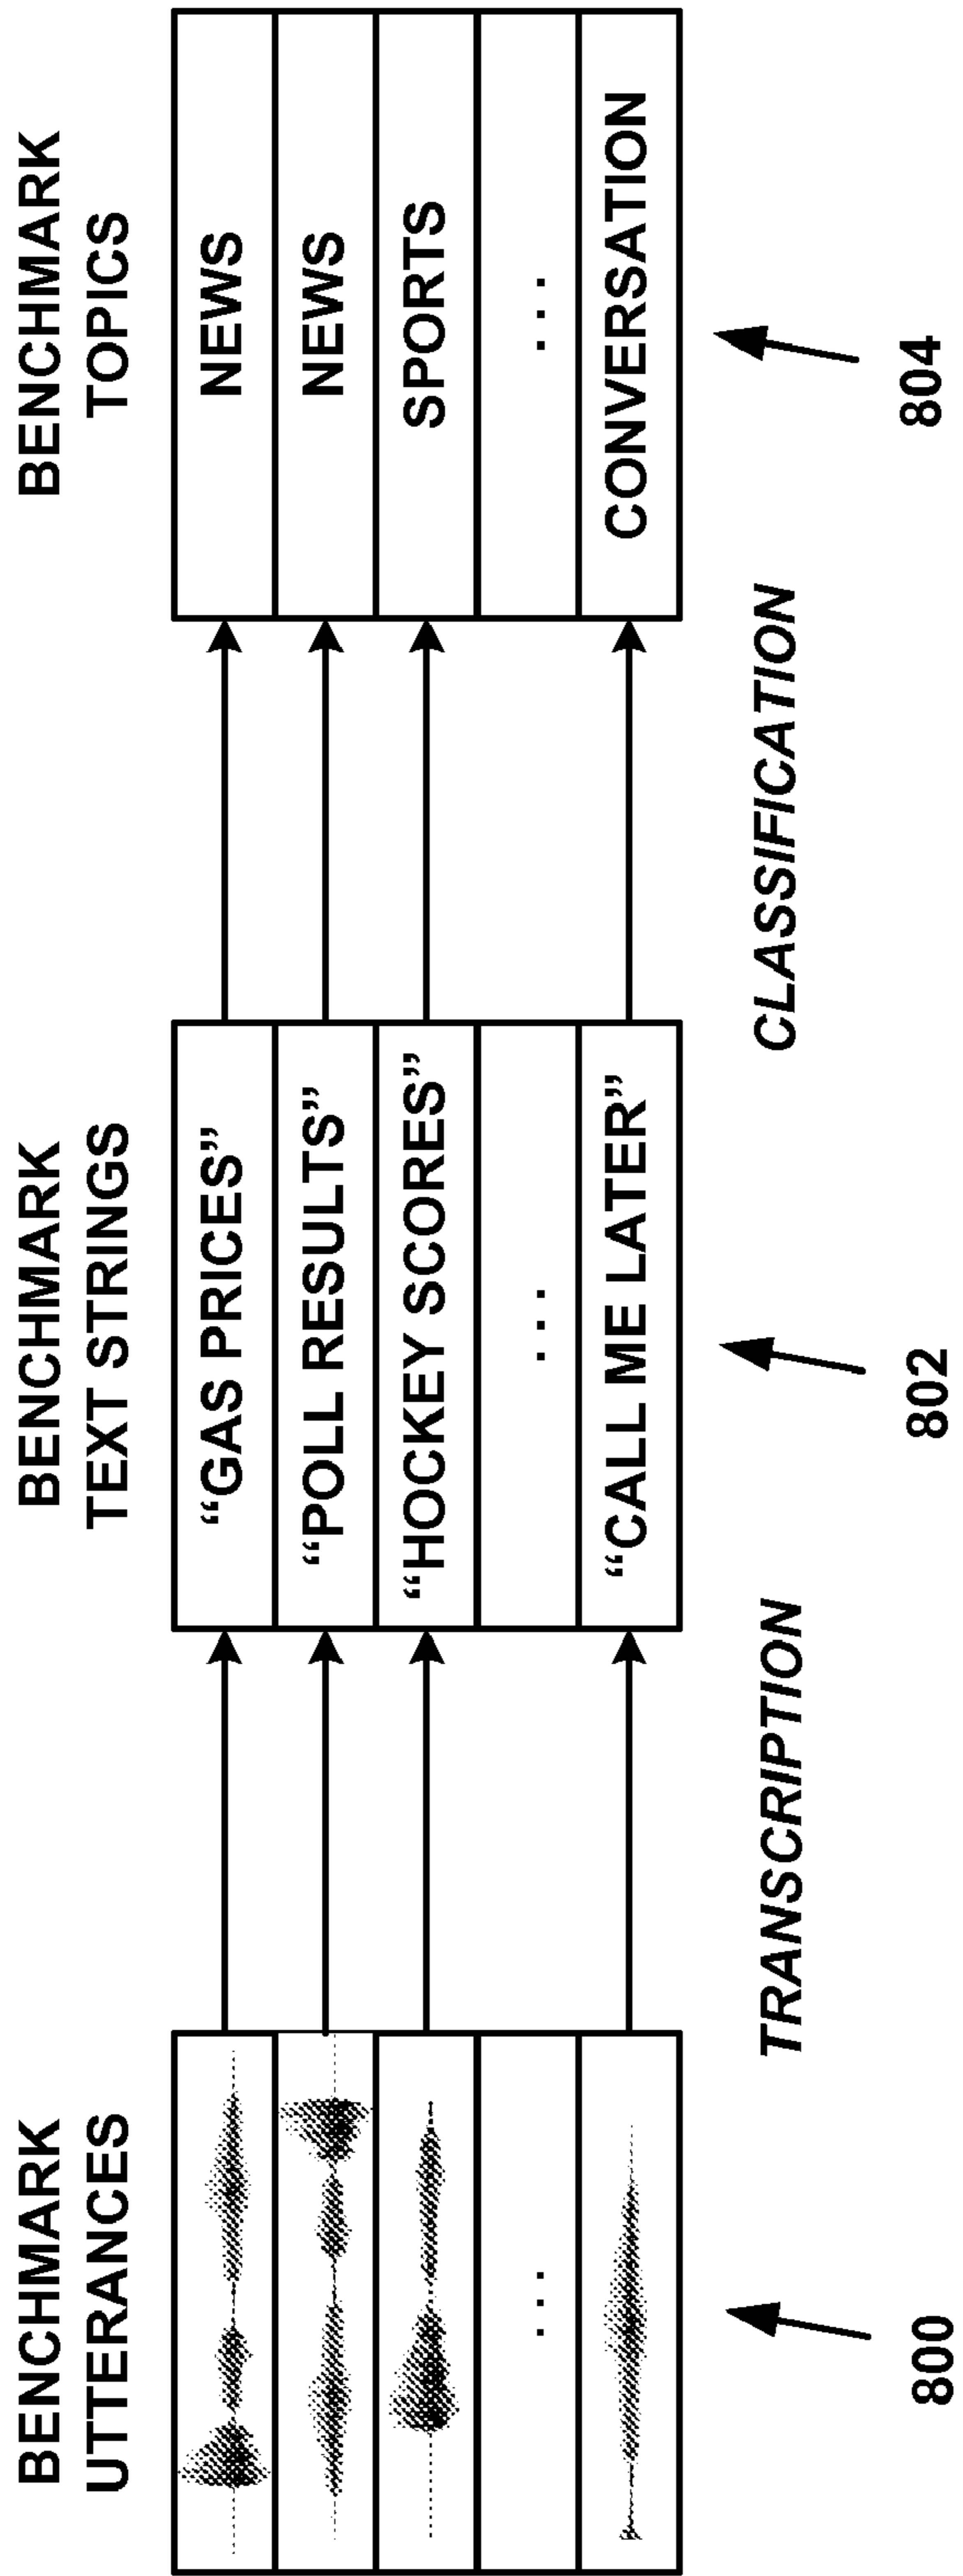 BENCHMARK
UTTERANCES
BENCHMARK
TEXT STRINGS
BENCHMARK
TOPICS
“GAS PRICES”
NEWS
“POLL RESULTS”
NEWS
“HOCKEY SCORES”
SPORTS
...
...
...
“CALL ME LATER”
CONVERSATION
TRANSCRIPTION
CLASSIFICATION
800
802
804